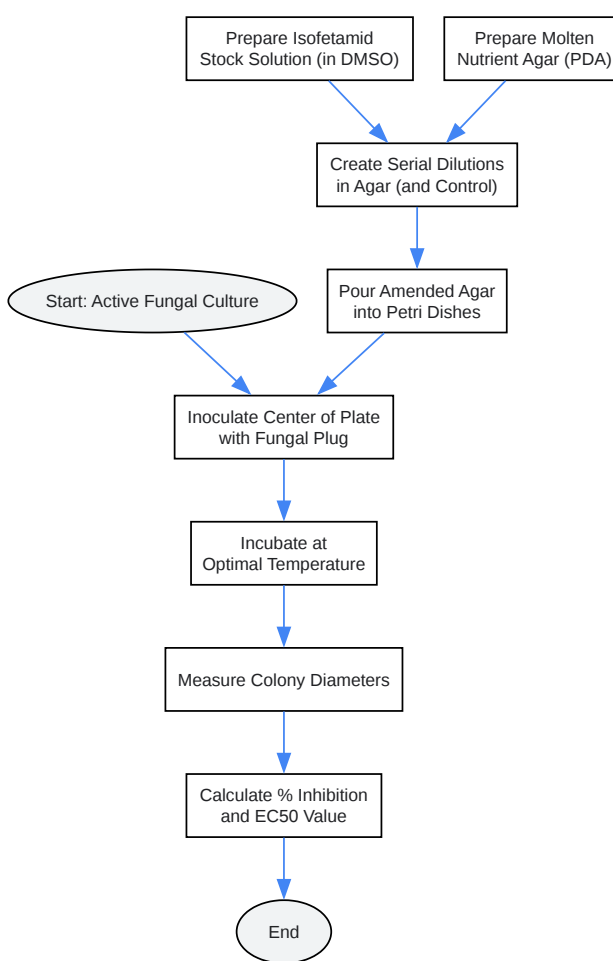 Prepare Isofetamid
Stock Solution (in DMSO)
Prepare Molten
Nutrient Agar (PDA)
Create Serial Dilutions
in Agar (and Control)
Start: Active Fungal Culture
Pour Amended Agar
into Petri Dishes
Inoculate Center of Plate
with Fungal Plug
Incubate at
Optimal Temperature
Measure Colony Diameters
Calculate % Inhibition
and EC50 Value
End